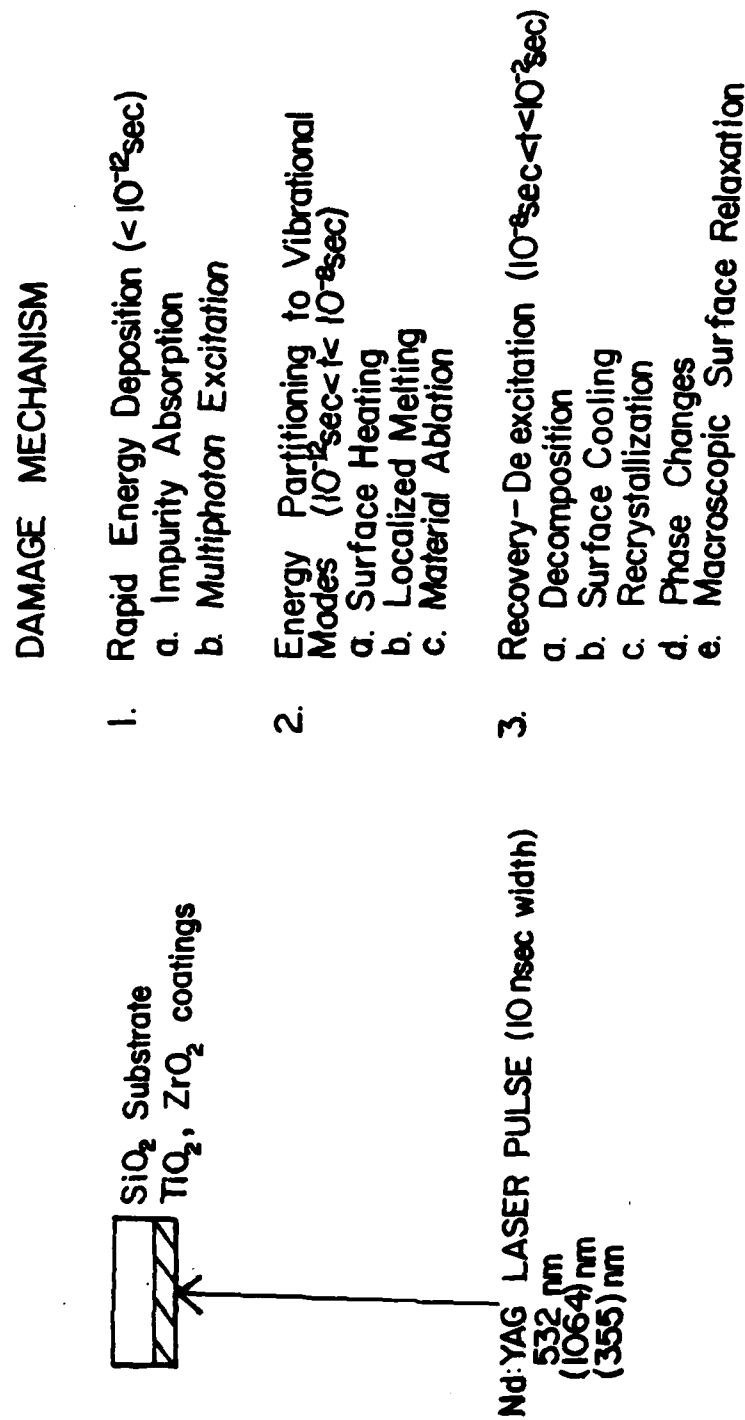 SiO₂ Substrate
TiO₂, ZrO₂ coatings
Nd:YAG LASER PULSE (10 nsec width)
532 nm
(1064) nm
(355) nm
DAMAGE MECHANISM
1. Rapid Energy Deposition (<10⁻¹²sec)
a. Impurity Absorption
b. Multiphoton Excitation
2. Energy Partitioning to Vibrational
Modes (10⁻¹²sec<t< 10⁻⁸sec)
a. Surface Heating
b. Localized Melting
c. Material Ablation
3. Recovery-De excitation (10⁻⁸sec<t<10⁻²sec)
a. Decomposition
b. Surface Cooling
c. Recrystallization
d. Phase Changes
e. Macroscopic Surface Relaxation